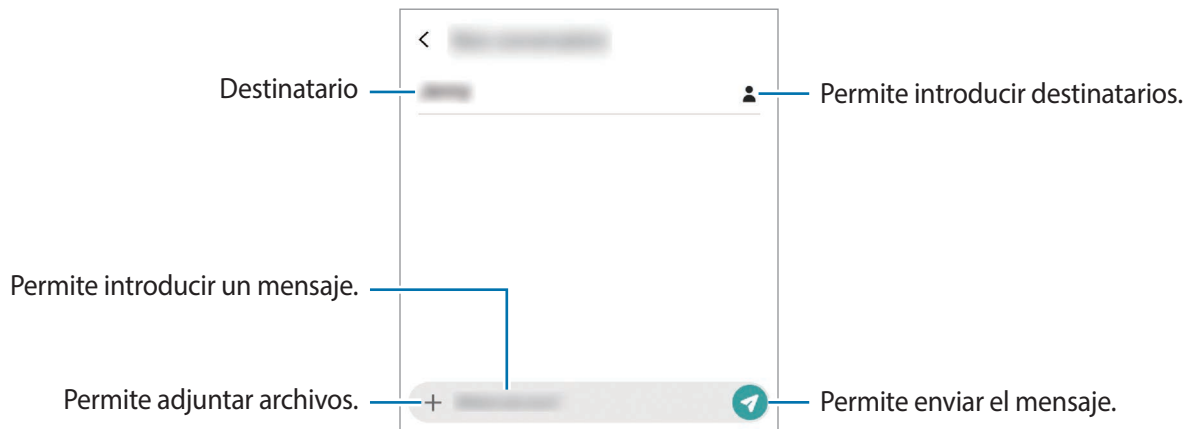 Destinatario
Permite introducir destinatarios.
Permite introducir un mensaje.
Permite adjuntar archivos.
Permite enviar el mensaje.